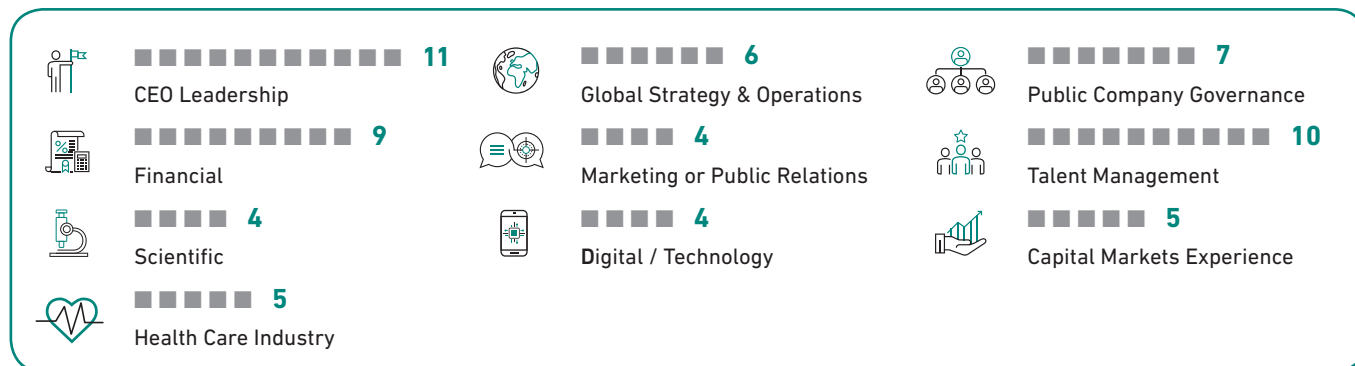 11
CEO Leadership
9
Financial
4
Scientific
5
Health Care Industry
6
Global Strategy & Operations
4
Marketing or Public Relations
4
Digital / Technology
7
Public Company Governance
10
Talent Management
5
Capital Markets Experience